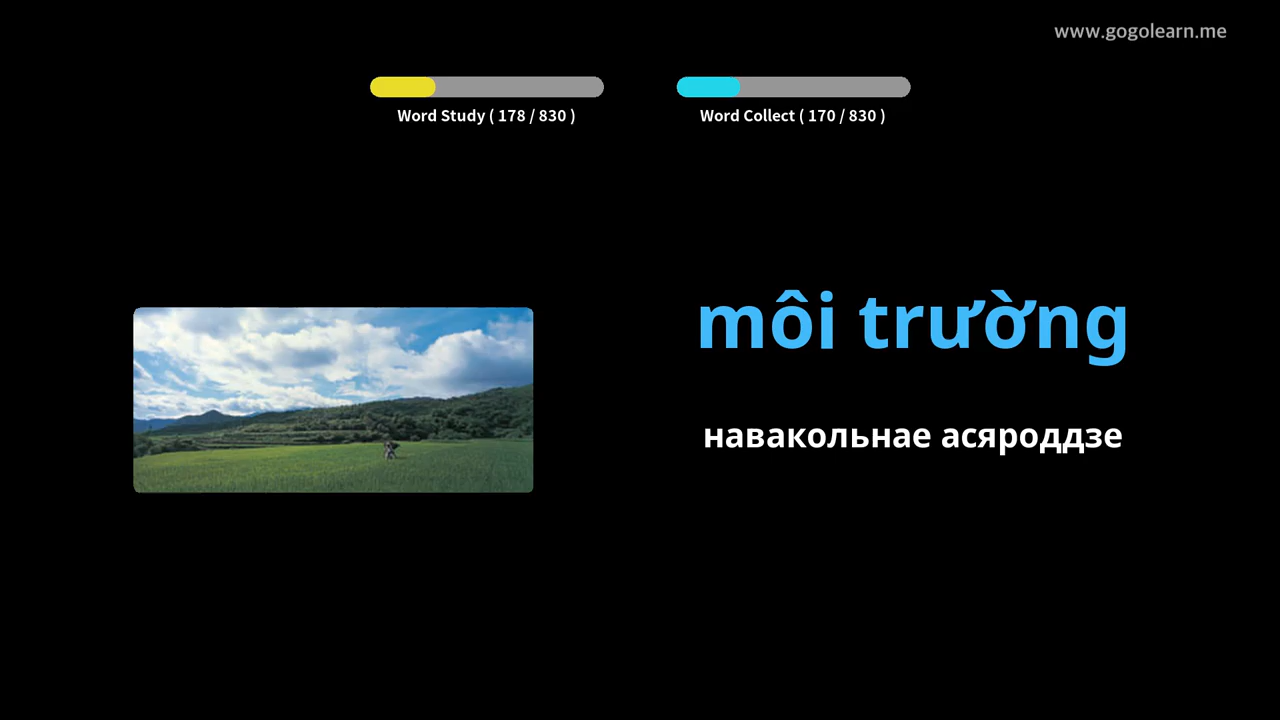 www.gogolearn.me
Word Study ( 178 / 830 )
Word Collect ( 170 / 830 )
môi trường
навакольнае асяроддзе